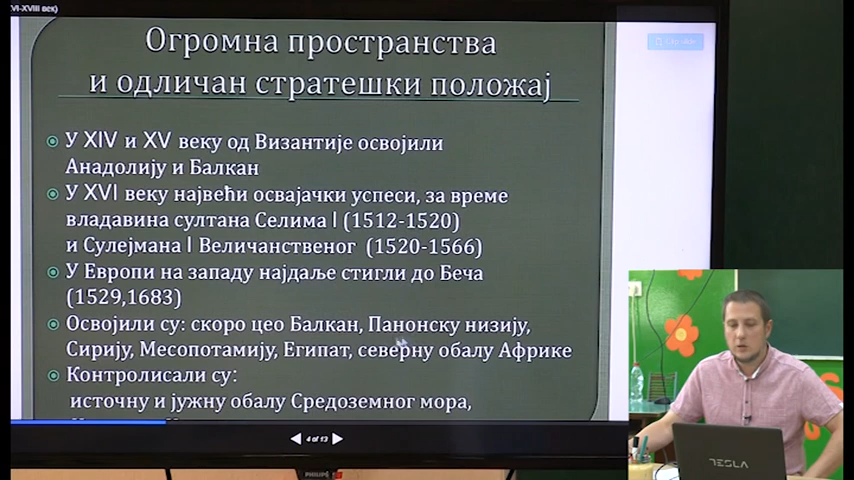 XVI-XVIII век)
Огромна пространства
и одличан стратешки положај
У XIV и XV веку од Византије освојили
Анадолију и Балкан
У XVI веку највећи освајачки успеси, за време
владавина султана Селима I (1512-1520)
и Сулејмана I Величанственог (1520-1566)
У Европи на западу најдаље стигли до Беча
(1529,1683)
Освојили су: скоро цео Балкан, Панонску низију,
Сирију, Месопотамију, Египат, северну обалу Африке
Контролисали су:
источну и јужну обалу Средоземног мора,
4 of 13
PHILIPS
TESLA